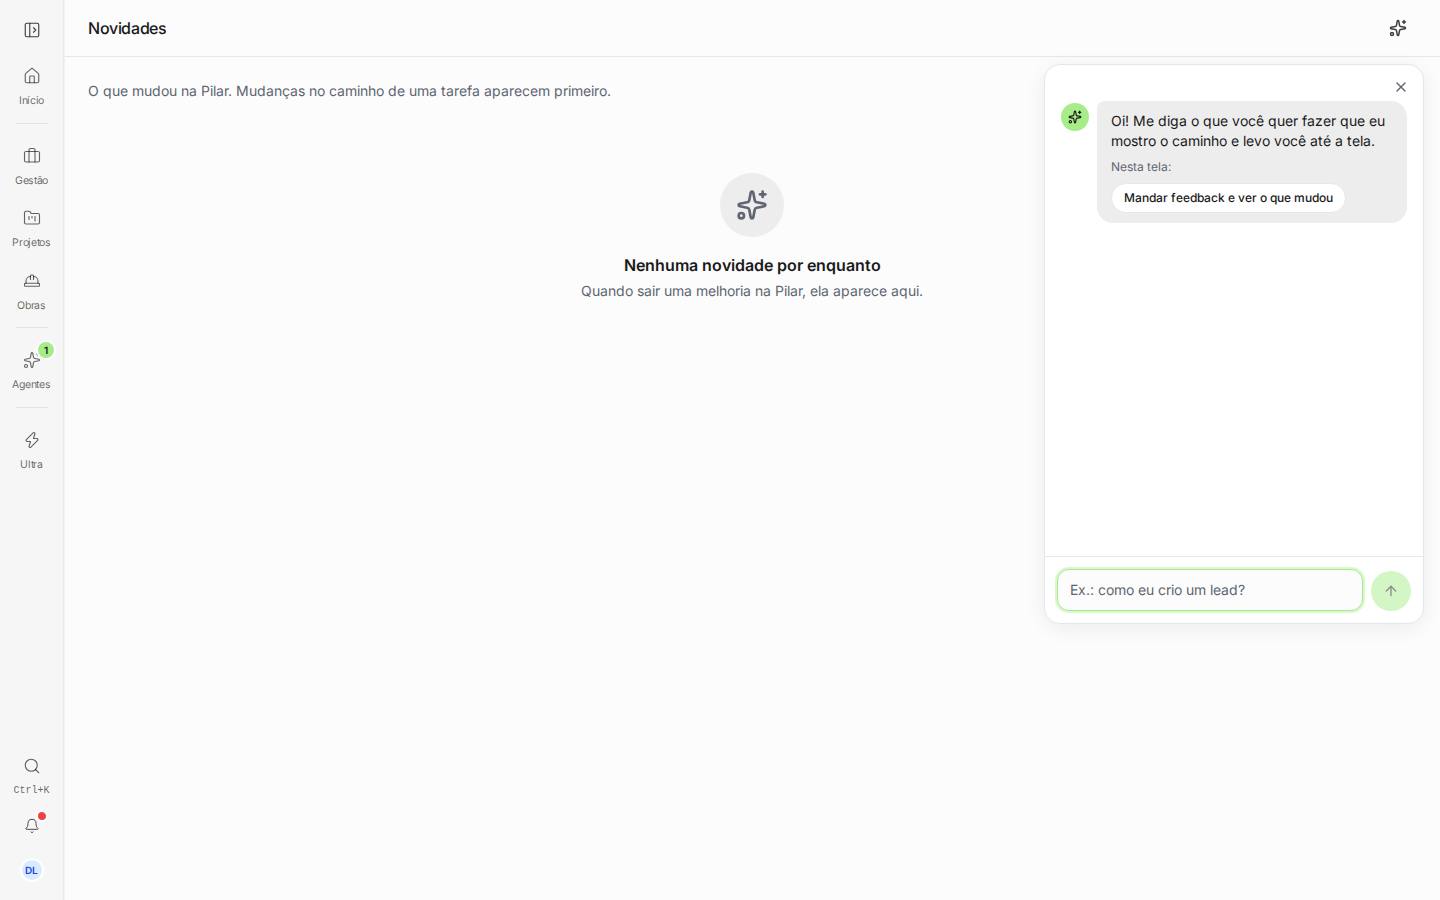 Novidades
O que mudou na Pilar. Mudanças no caminho de uma tarefa aparecem primeiro.
Nenhuma novidade por enquanto
Quando sair uma melhoria na Pilar, ela aparece aqui.
Início
Gestão
Projetos
Obras
1
Agentes
Ultra
Ctrl+K
DL
Oi! Me diga o que você quer fazer que eu
mostro o caminho e levo você até a tela.
Nesta tela:
Mandar feedback e ver o que mudou
Ex.: como eu crio um lead?